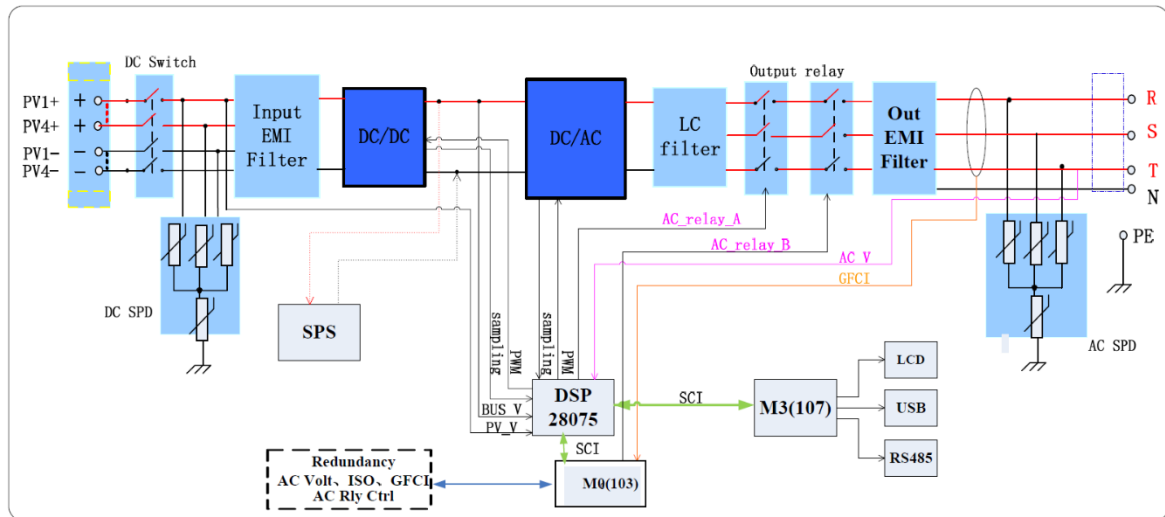 DC Switch
PV1+
PV4+
PV1-
PV4-
+
+
−
−
Input
EMI
Filter
DC/DC
DC/AC
LC
filter
Output relay
Out
EMI
Filter
R
S
T
N
PE
AC_relay_A
AC_relay_B
AC V
GFCI
DC SPD
SPS
AC SPD
sampling
PWM
sampling
PWM
BUS V
PV_V
DSP
28075
SCI
SCI
M3(107)
LCD
USB
RS485
Redundancy
AC Volt、ISO、GFCI
AC Rly Ctrl
M0(103)